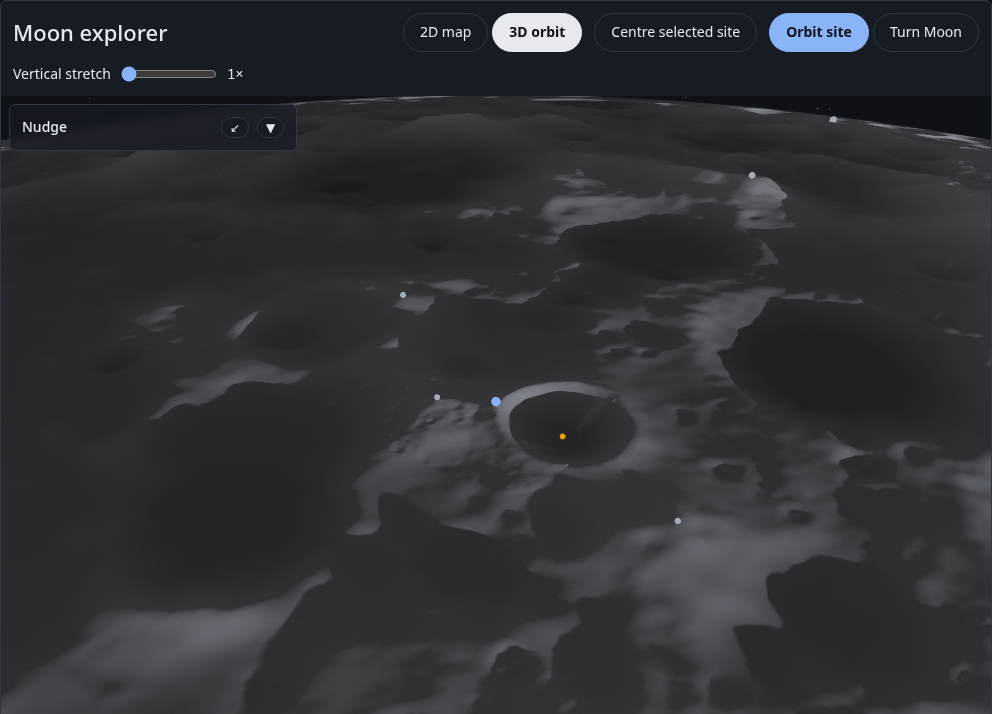 Moon explorer
2D map
3D orbit
Centre selected site
Orbit site
Turn Moon
Vertical stretch
1×
Nudge